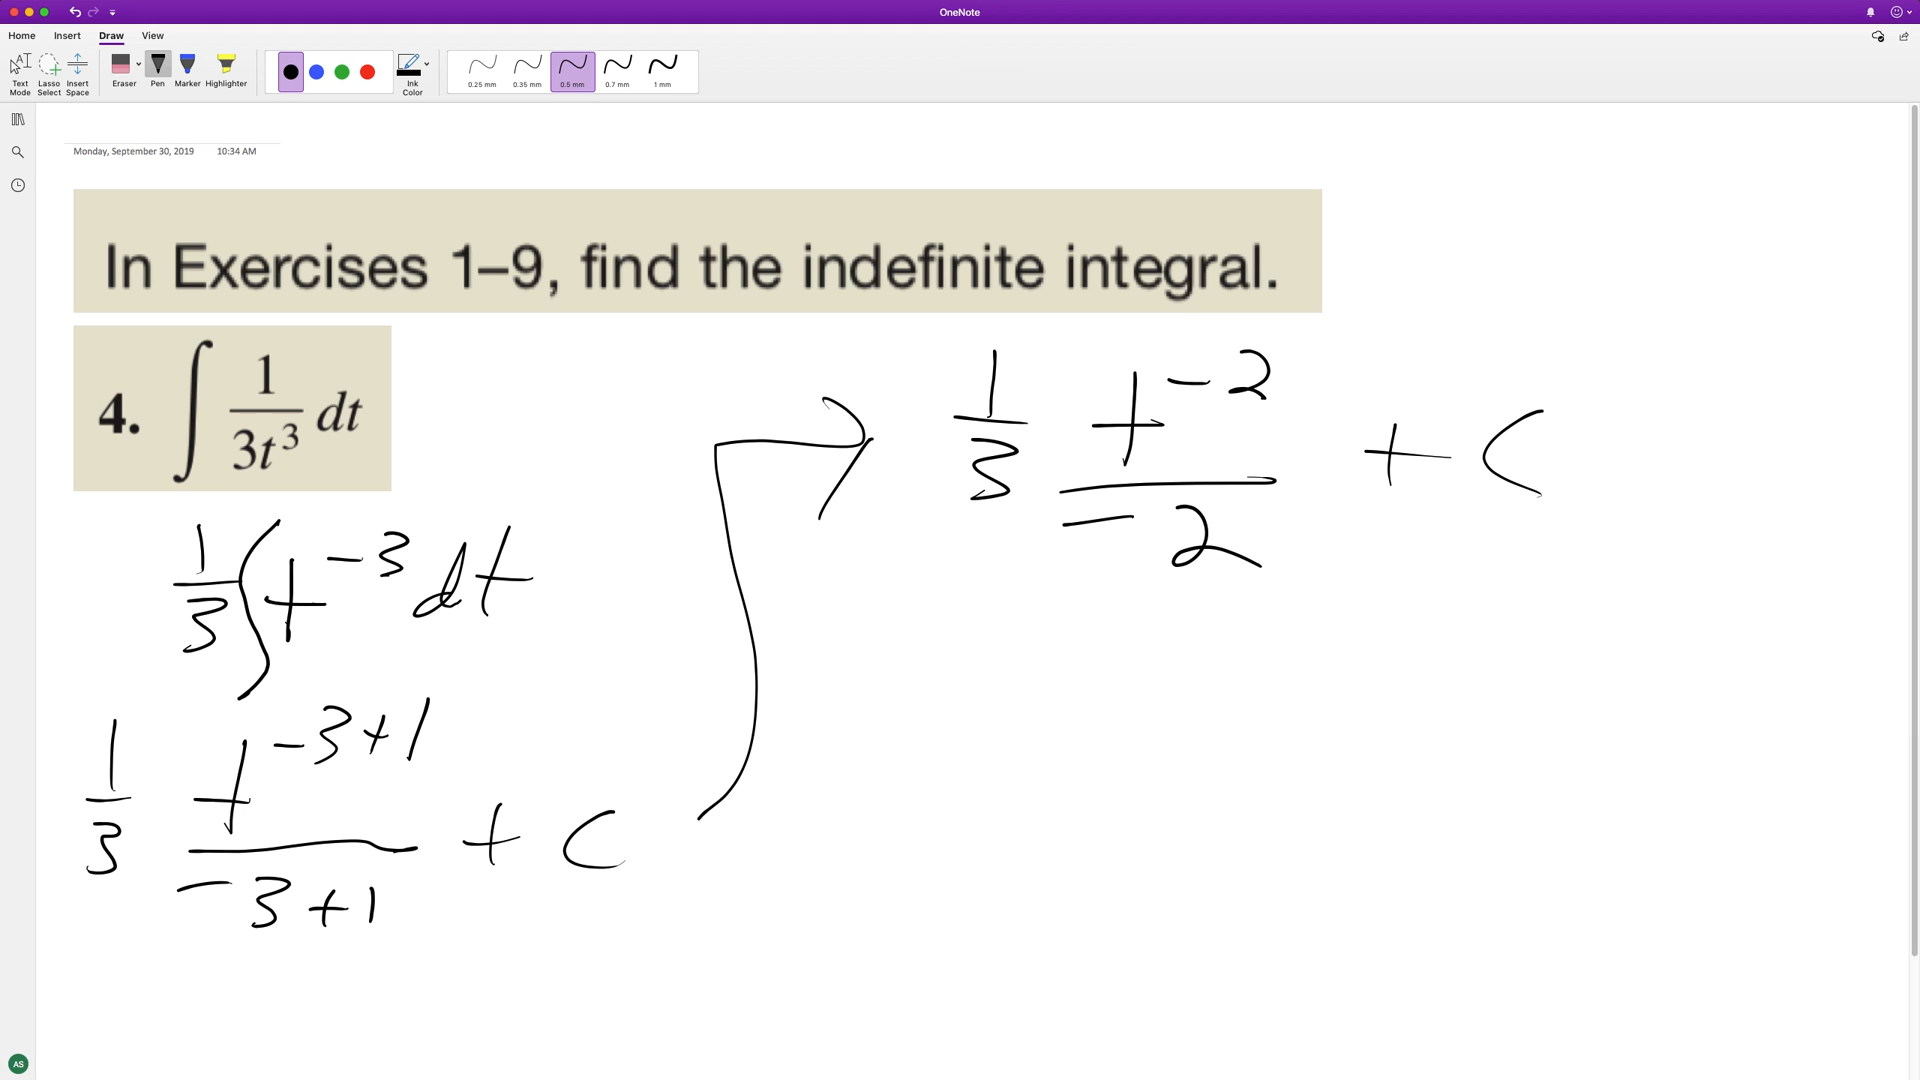 OneNote
Home Insert Draw View
Text Mode Lasso Select Insert Space Eraser Pen Marker Highlighter Ink Color 0.25 mm 0.35 mm 0.5 mm 0.7 mm 1 mm
Monday, September 30, 2019 10:34 AM
In Exercises 1–9, find the indefinite integral.
4. ∫ 1/(3t³) dt
1/3 ∫ t^(-3) dt
1/3 t^(-3+1)/(-3+1) + C
1/3 t^(-2)/(-2) + C
AS